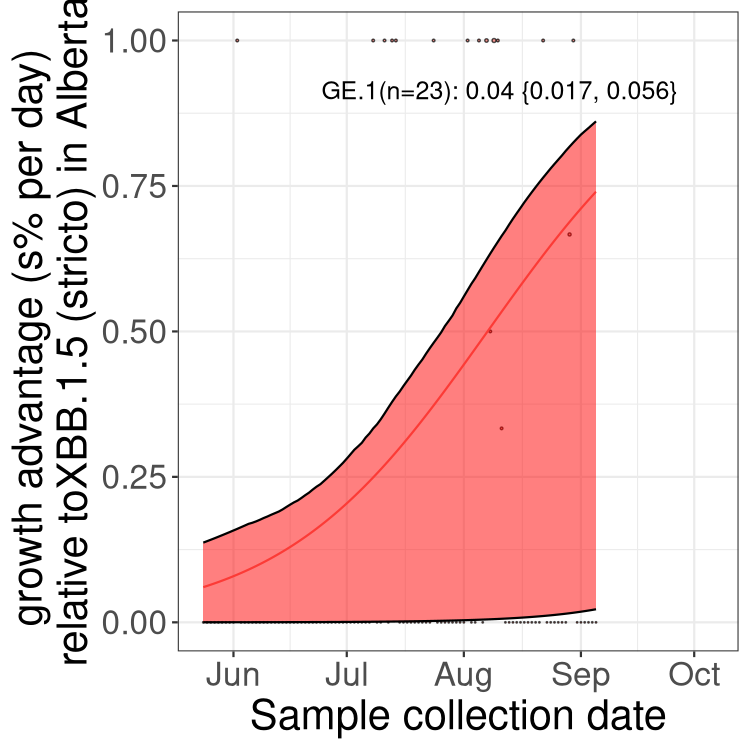 growth advantage (s% per day)
relative toXBB.1.5 (stricto) in Alberta
1.00
0.75
0.50
0.25
0.00
GE.1(n=23): 0.04 {0.017, 0.056}
Jun Jul Aug Sep Oct
Sample collection date